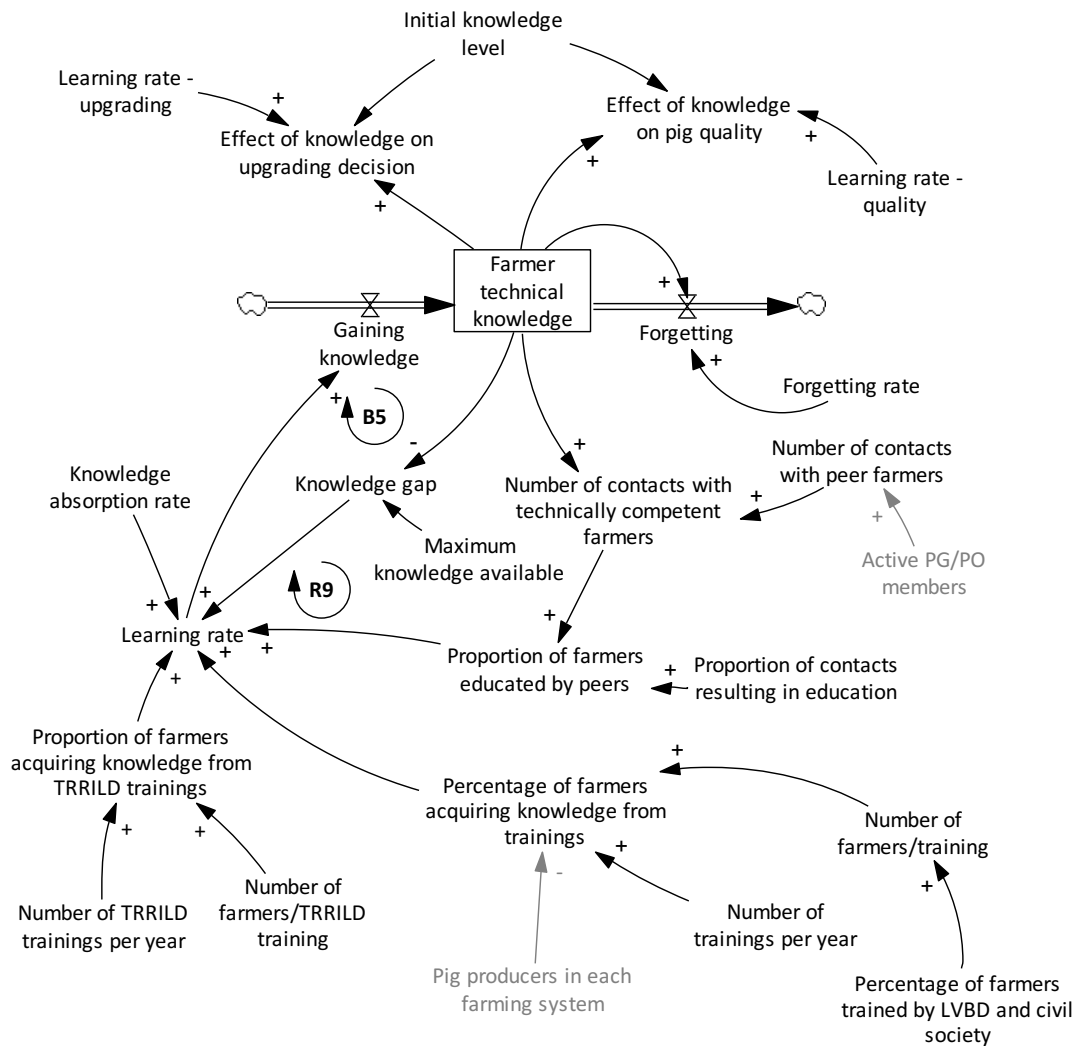 Initial knowledge
level
Learning rate -
upgrading
+
Effect of knowledge
on pig quality
Effect of knowledge on
upgrading decision
+
+
+
Learning rate -
quality
Farmer
technical
knowledge
+
Gaining
knowledge
Forgetting
+
Forgetting rate
+
B5
-
+
Number of contacts
with peer farmers
Knowledge
absorption rate
Knowledge gap
Number of contacts with
technically competent
farmers
+
+
Maximum
knowledge available
Active PG/PO
members
R9
+
+
+
Learning rate
+
+
Proportion of farmers
educated by peers
+
Proportion of contacts
resulting in education
+
Proportion of farmers
acquiring knowledge from
TRRILD trainings
+
Percentage of farmers
acquiring knowledge from
trainings
Number of
farmers/training
+
+
+
-
+
Number of TRRILD
trainings per year
Number of
farmers/TRRILD
training
Number of
trainings per year
Pig producers in each
farming system
Percentage of farmers
trained by LVBD and civil
society